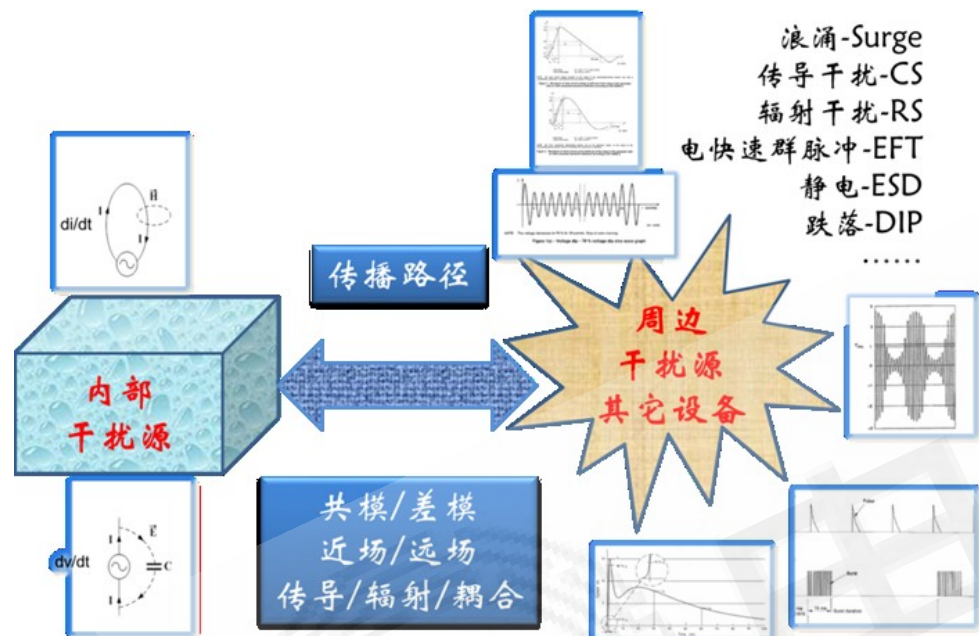 浪涌-Surge
传导干扰-CS
辐射干扰-RS
电快速群脉冲-EFT
静电-ESD
跌落-DIP
……
di/dt
I
H
I
传播路径
周边
干扰源
其它设备
内部
干扰源
dv/dt
I
E
C
I
共模/差模
近场/远场
传导/辐射/耦合
Pulse
Burst
15 ms